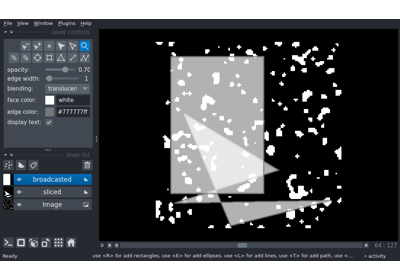 File View Window Plugins Help
layer controls
opacity: 0.70
edge width: 1
blending: translucen
face color: white
edge color: #777777ff
display text:
layer list
broadcasted
sliced
Image
64 127
Ready use <R> for add rectangles, use <E> for add ellipses, use <L> for add lines, use <T> for add path, use <... activity